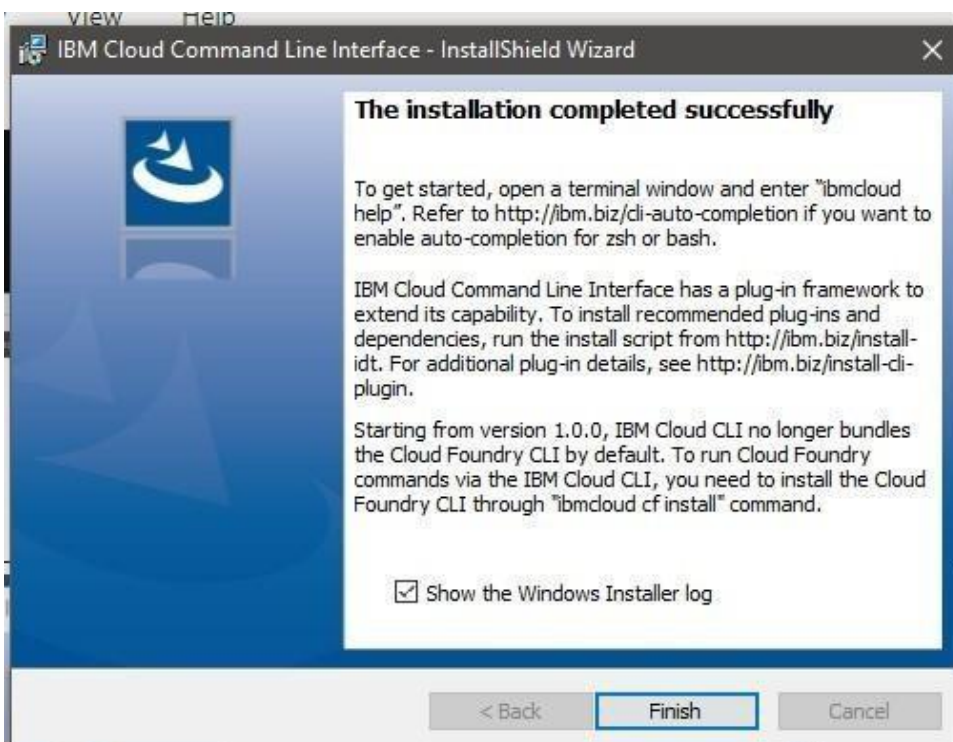 View Help
IBM Cloud Command Line Interface - InstallShield Wizard
The installation completed successfully
To get started, open a terminal window and enter "ibmcloud
help". Refer to http://ibm.biz/cli-auto-completion if you want to
enable auto-completion for zsh or bash.
IBM Cloud Command Line Interface has a plug-in framework to
extend its capability. To install recommended plug-ins and
dependencies, run the install script from http://ibm.biz/install-
idt. For additional plug-in details, see http://ibm.biz/install-cli-
plugin.
Starting from version 1.0.0, IBM Cloud CLI no longer bundles
the Cloud Foundry CLI by default. To run Cloud Foundry
commands via the IBM Cloud CLI, you need to install the Cloud
Foundry CLI through "ibmcloud cf install" command.
Show the Windows Installer log
< Back Finish Cancel